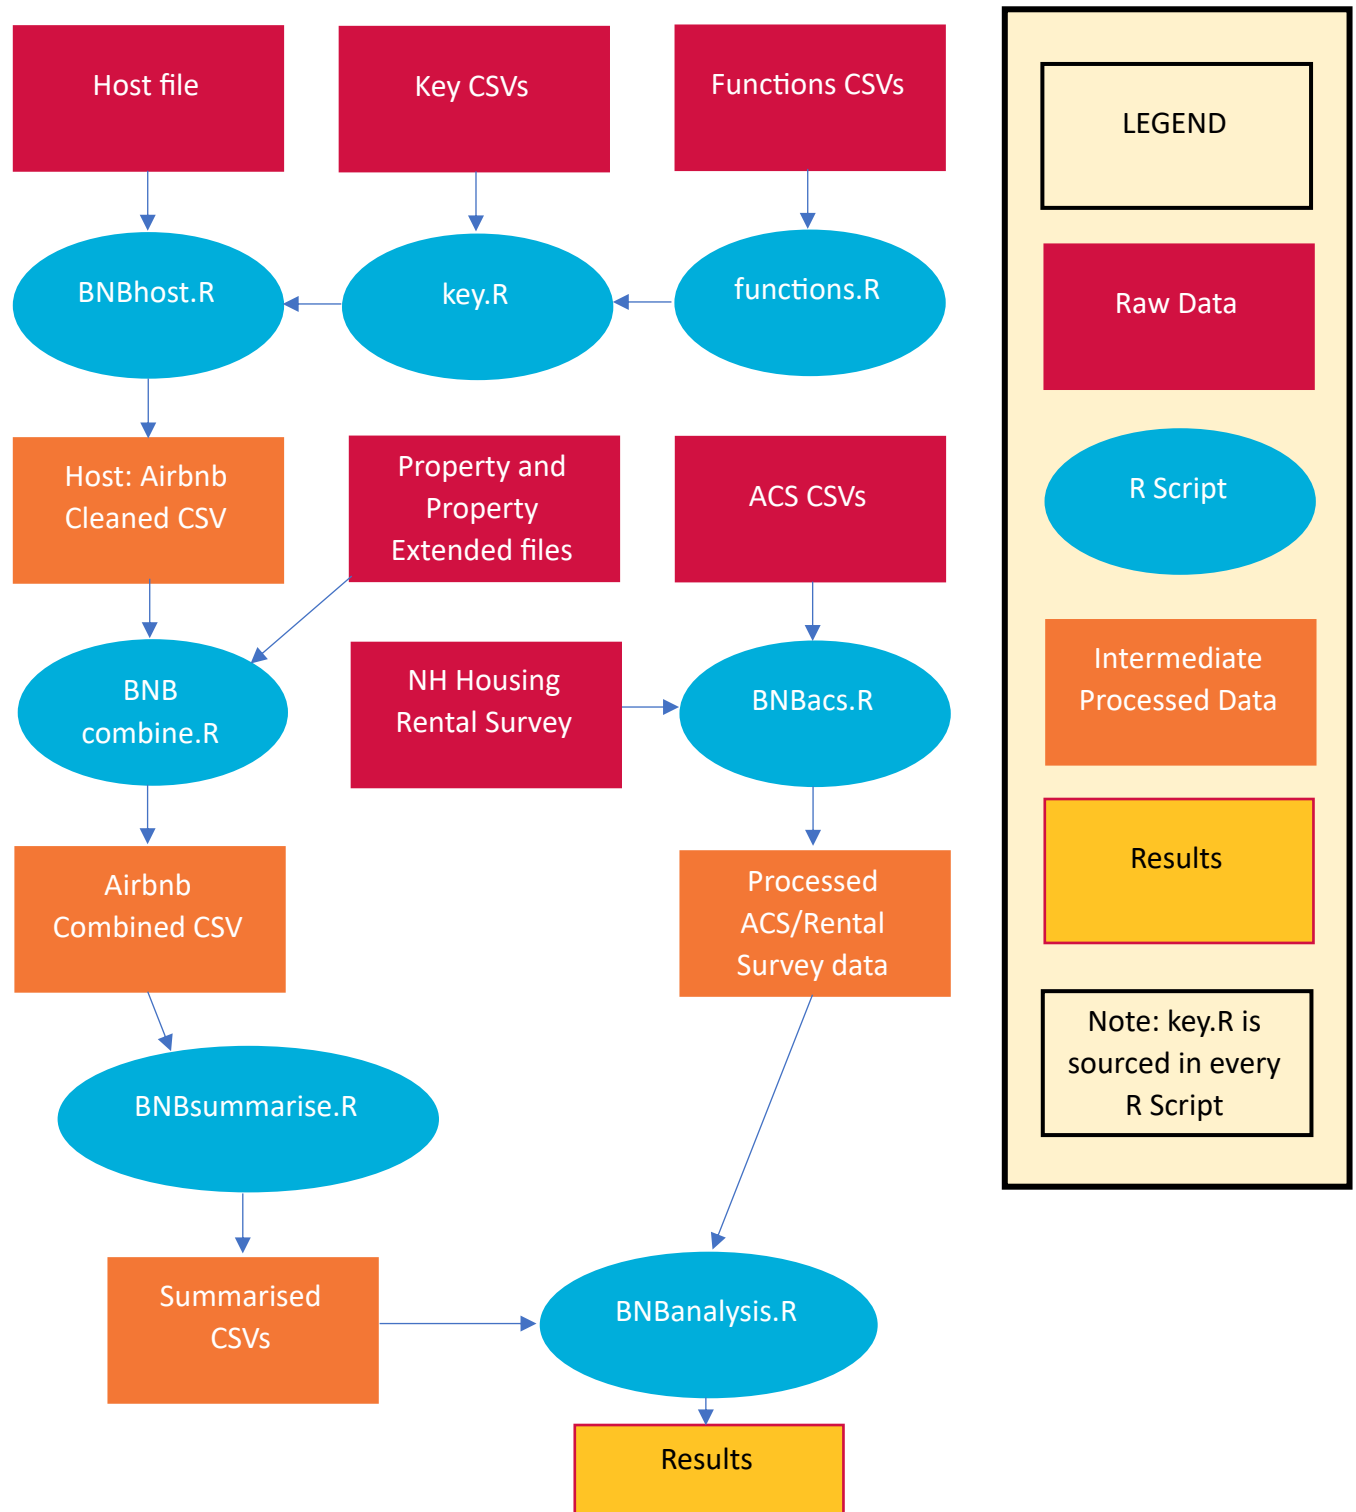 Host file
Key CSVs
Functions CSVs
BNBhost.R
key.R
functions.R
Host: Airbnb
Cleaned CSV
Property and
Property
Extended files
ACS CSVs
BNB
combine.R
NH Housing
Rental Survey
BNBacs.R
Airbnb
Combined CSV
Processed
ACS/Rental
Survey data
BNBsummarise.R
Summarised
CSVs
BNBanalysis.R
Results
LEGEND
Raw Data
R Script
Intermediate
Processed Data
Results
Note: key.R is
sourced in every
R Script